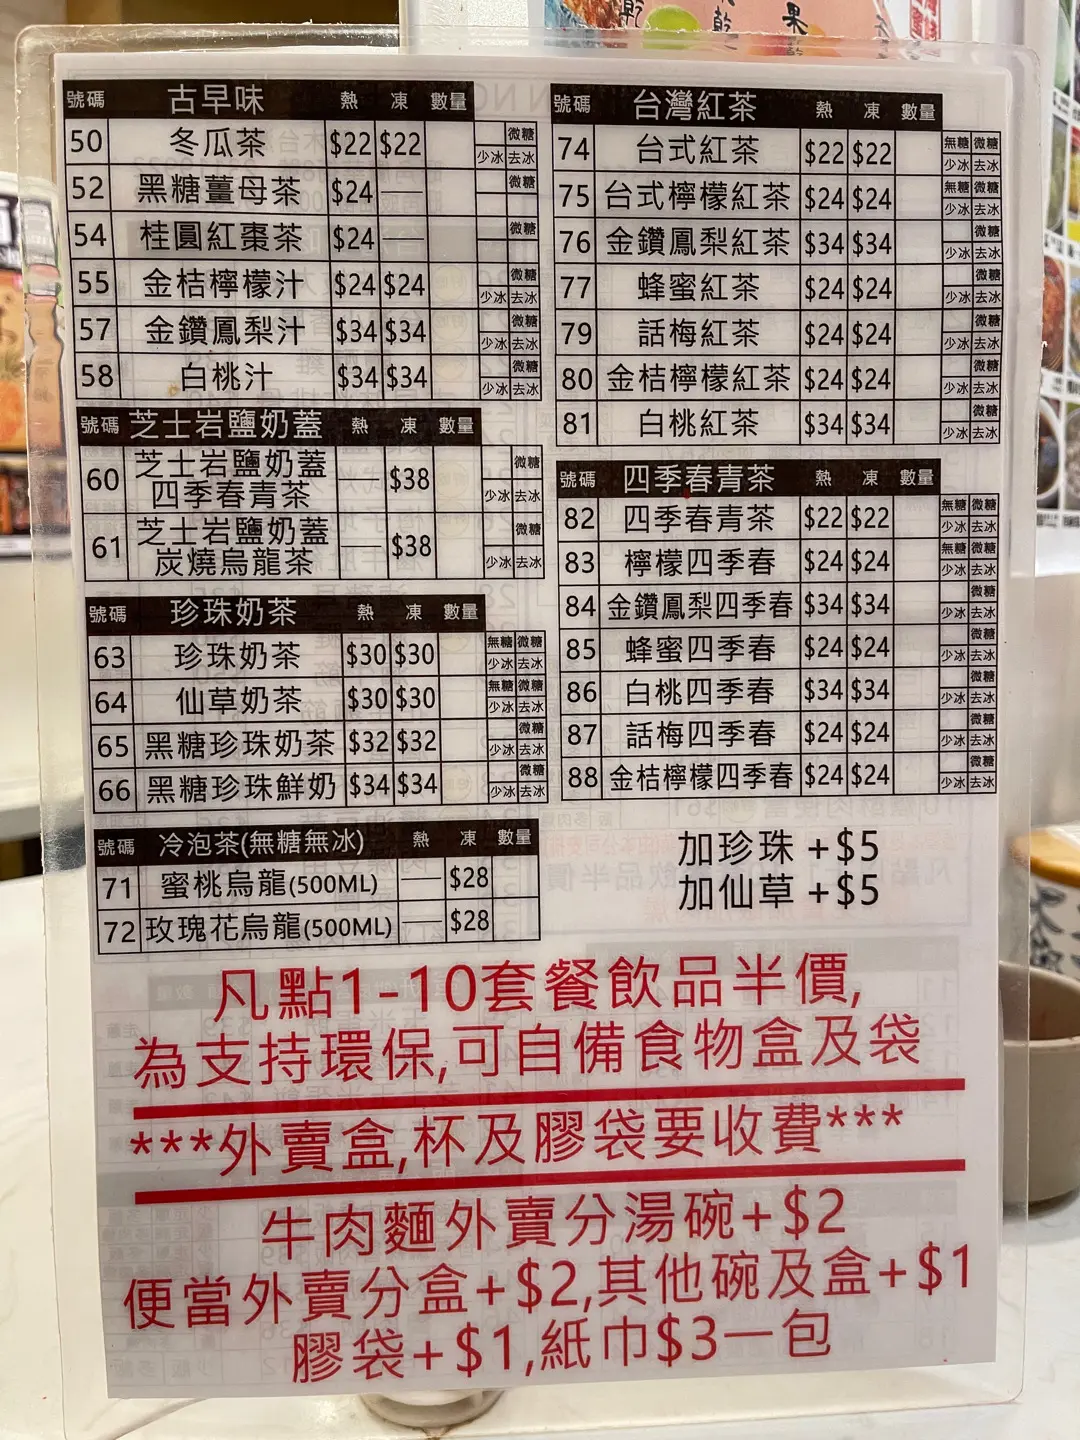 號碼 古早味 熱 凍 數量
50 冬瓜茶 $22 $22 微糖 少冰 去冰
52 黑糖薑母茶 $24 — 微糖
54 桂圓紅棗茶 $24 — 微糖
55 金桔檸檬汁 $24 $24 微糖 少冰 去冰
57 金鑽鳳梨汁 $34 $34 微糖 少冰 去冰
58 白桃汁 $34 $34 微糖 少冰 去冰
號碼 芝士岩鹽奶蓋 熱 凍 數量
60 芝士岩鹽奶蓋 — $38 微糖
四季春青茶 少冰 去冰
61 芝士岩鹽奶蓋 — $38 微糖
炭燒烏龍茶 少冰 去冰
號碼 珍珠奶茶 熱 凍 數量
63 珍珠奶茶 $30 $30 無糖 微糖 少冰 去冰
64 仙草奶茶 $30 $30 無糖 微糖 少冰 去冰
65 黑糖珍珠奶茶 $32 $32 微糖 少冰 去冰
66 黑糖珍珠鮮奶 $34 $34 微糖 少冰 去冰
號碼 冷泡茶(無糖無冰) 熱 凍 數量
71 蜜桃烏龍(500ML) — $28
72 玫瑰花烏龍(500ML) — $28
號碼 台灣紅茶 熱 凍 數量
74 台式紅茶 $22 $22 無糖 微糖 少冰 去冰
75 台式檸檬紅茶 $24 $24 無糖 微糖 少冰 去冰
76 金鑽鳳梨紅茶 $34 $34 微糖 少冰 去冰
77 蜂蜜紅茶 $24 $24 微糖 少冰 去冰
79 話梅紅茶 $24 $24 微糖 少冰 去冰
80 金桔檸檬紅茶 $24 $24 微糖 少冰 去冰
81 白桃紅茶 $34 $34 微糖 少冰 去冰
號碼 四季春青茶 熱 凍 數量
82 四季春青茶 $22 $22 無糖 微糖 少冰 去冰
83 檸檬四季春 $24 $24 無糖 微糖 少冰 去冰
84 金鑽鳳梨四季春 $34 $34 微糖 少冰 去冰
85 蜂蜜四季春 $24 $24 微糖 少冰 去冰
86 白桃四季春 $34 $34 微糖 少冰 去冰
87 話梅四季春 $24 $24 微糖 少冰 去冰
88 金桔檸檬四季春 $24 $24 微糖 少冰 去冰
加珍珠 +$5
加仙草 +$5
凡點1-10套餐飲品半價,
為支持環保,可自備食物盒及袋
***外賣盒,杯及膠袋要收費***
牛肉麵外賣分湯碗+$2
便當外賣分盒+$2,其他碗及盒+$1
膠袋+$1,紙巾$3一包